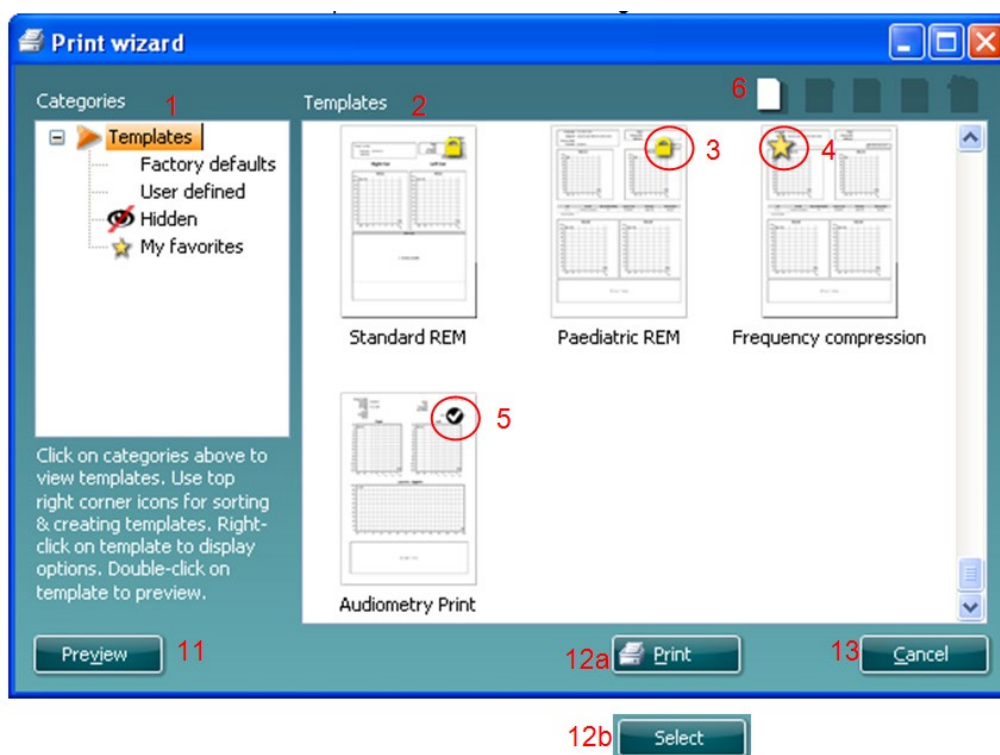 Print wizard
Categories 1
Templates 2
6
Templates
Factory defaults
User defined
Hidden
My favorites
3
4
Standard REM
Paediatric REM
Frequency compression
5
Audiometry Print
Click on categories above to
view templates. Use top
right corner icons for sorting
& creating templates. Right-
click on template to display
options. Double-click on
template to preview.
Preview 11
12a Print
13 Cancel
12b Select